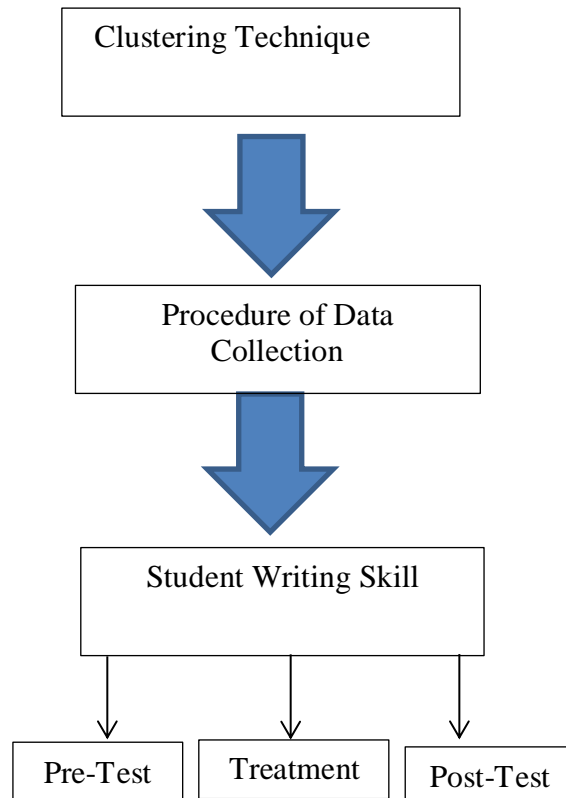 Clustering Technique
Procedure of Data
Collection
Student Writing Skill
Pre-Test
Treatment
Post-Test